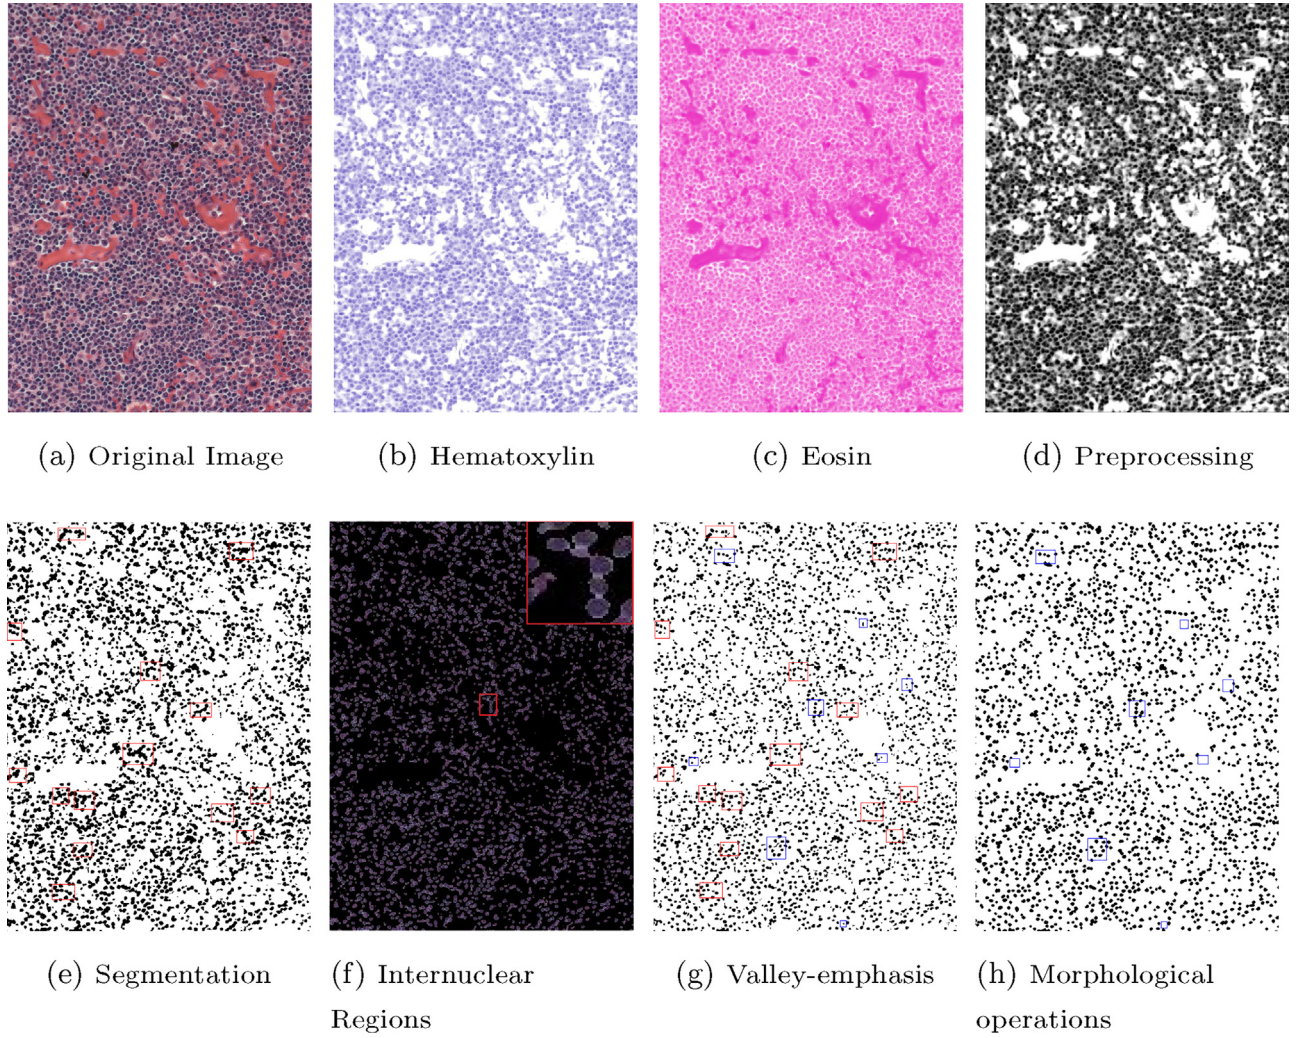 (a) Original Image
(b) Hematoxylin
(c) Eosin
(d) Preprocessing
(e) Segmentation
(f) Internuclear
Regions
(g) Valley-emphasis
(h) Morphological
operations